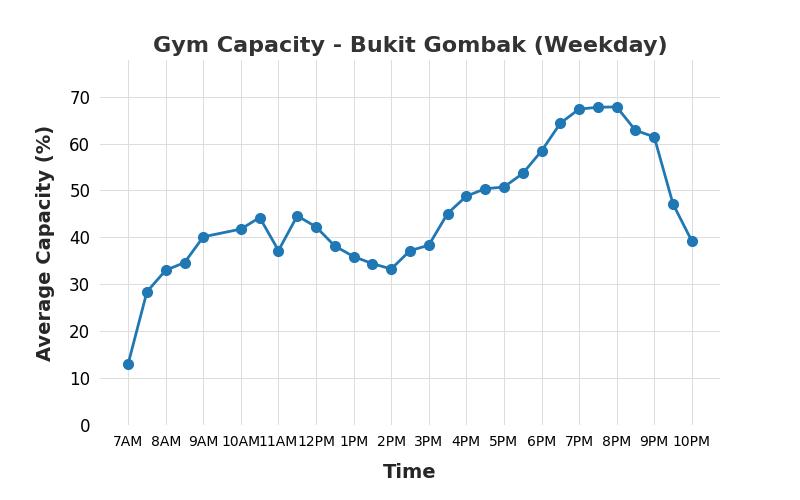 Gym Capacity - Bukit Gombak (Weekday)
Average Capacity (%)
70
60
50
40
30
20
10
0
7AM 8AM 9AM 10AM 11AM 12PM 1PM 2PM 3PM 4PM 5PM 6PM 7PM 8PM 9PM 10PM
Time